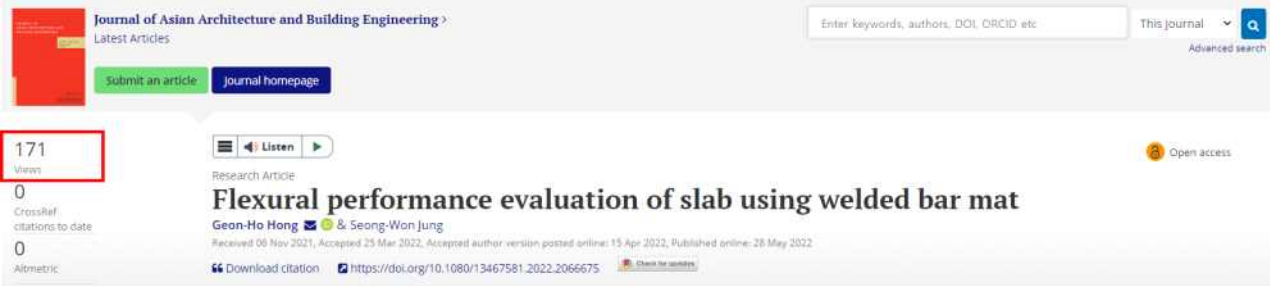 Journal of Asian Architecture and Building Engineering >
Latest Articles
Enter keywords, authors, DOI, ORCID etc
This Journal
Advanced search
Submit an article
Journal homepage
171
Views
0
CrossRef
citations to date
0
Altmetric
Listen
Open access
Research Article
Flexural performance evaluation of slab using welded bar mat
Geon-Ho Hong & Seong-Won Jung
Received 06 Nov 2021, Accepted 25 Mar 2022, Accepted author version posted online: 15 Apr 2022, Published online: 28 May 2022
Download citation https://doi.org/10.1080/13467581.2022.2066675 Check for updates